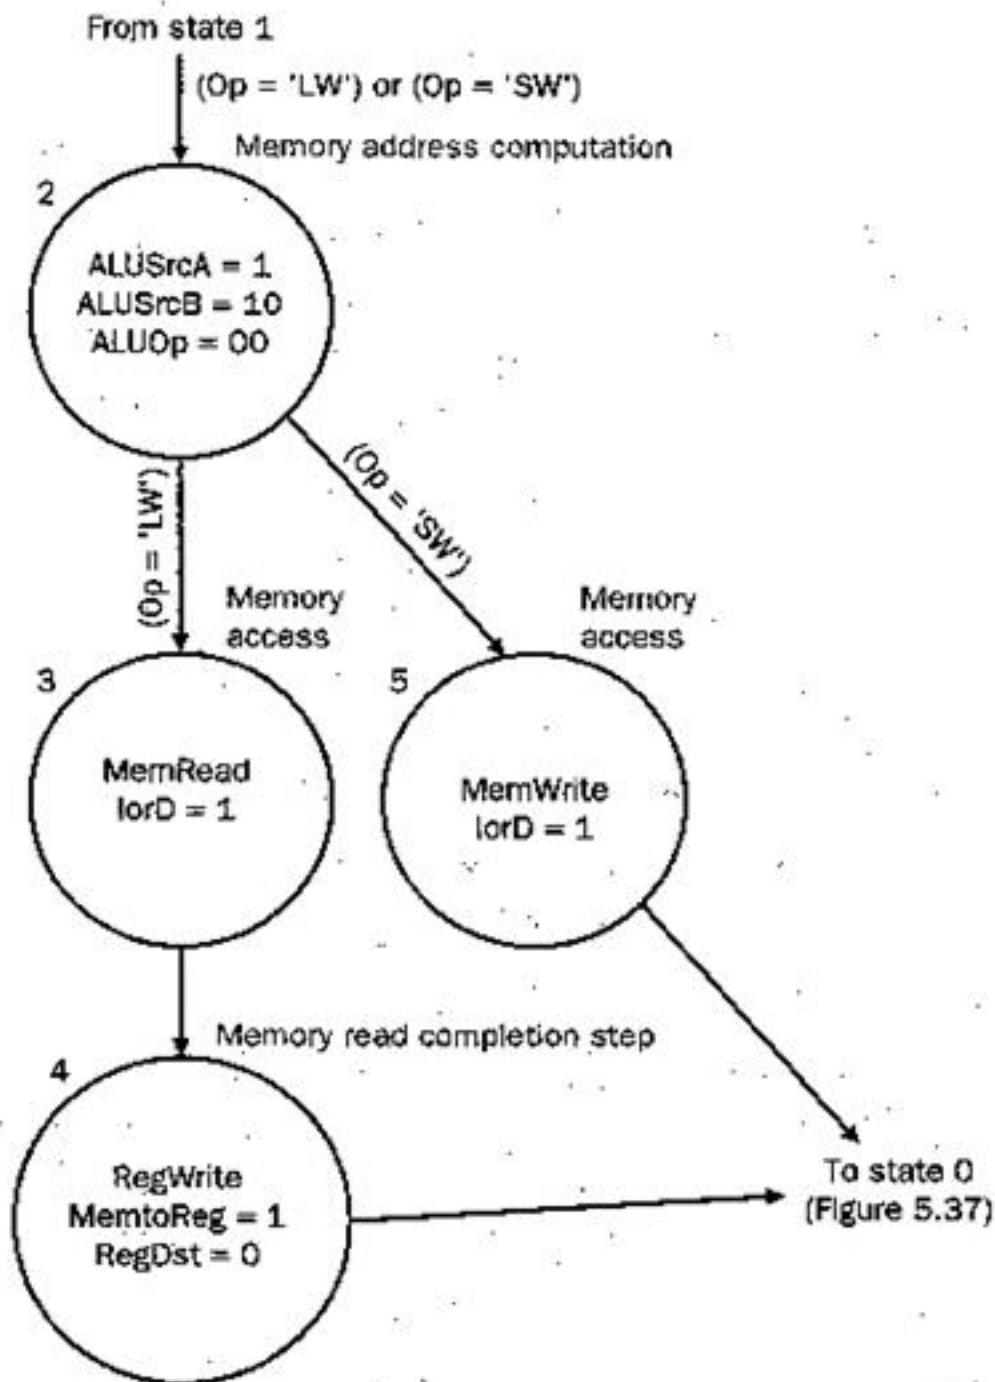 From state 1
(Op = 'LW') or (Op = 'SW')
Memory address computation
2
ALUSrcA = 1
ALUSrcB = 10
ALUOp = 00
(Op = 'LW')
(Op = 'SW')
Memory
access
3
MemRead
IorD = 1
Memory
access
5
MemWrite
IorD = 1
Memory read completion step
4
RegWrite
MemtoReg = 1
RegDst = 0
To state 0
(Figure 5.37)